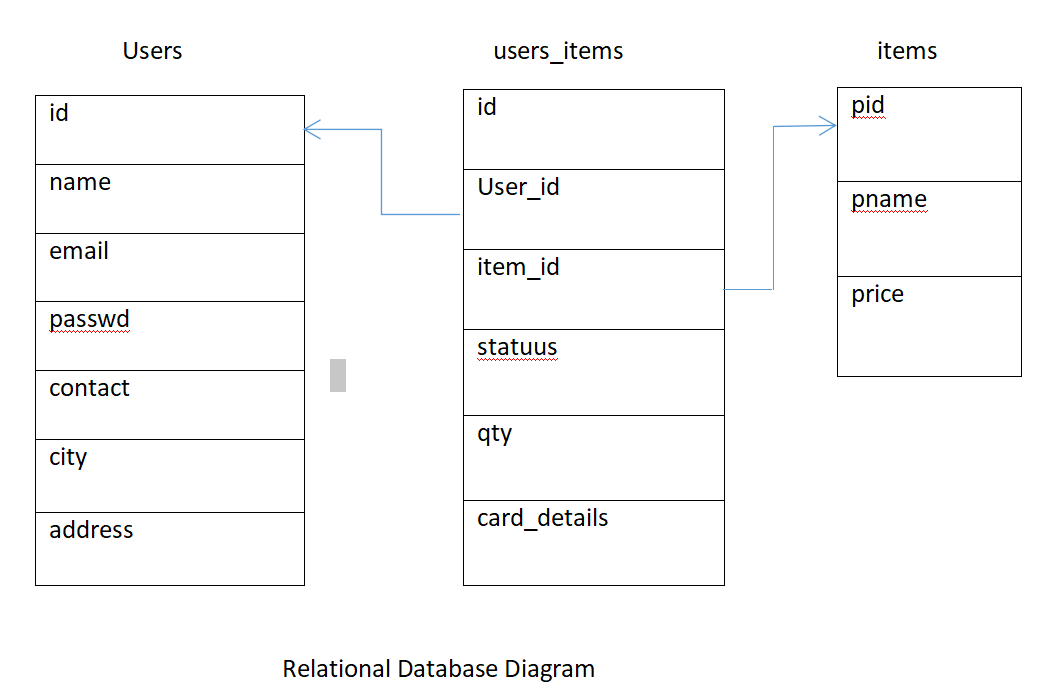 Users
id
name
email
passwd
contact
city
address
users_items
id
User_id
item_id
statuus
qty
card_details
items
pid
pname
price
Relational Database Diagram